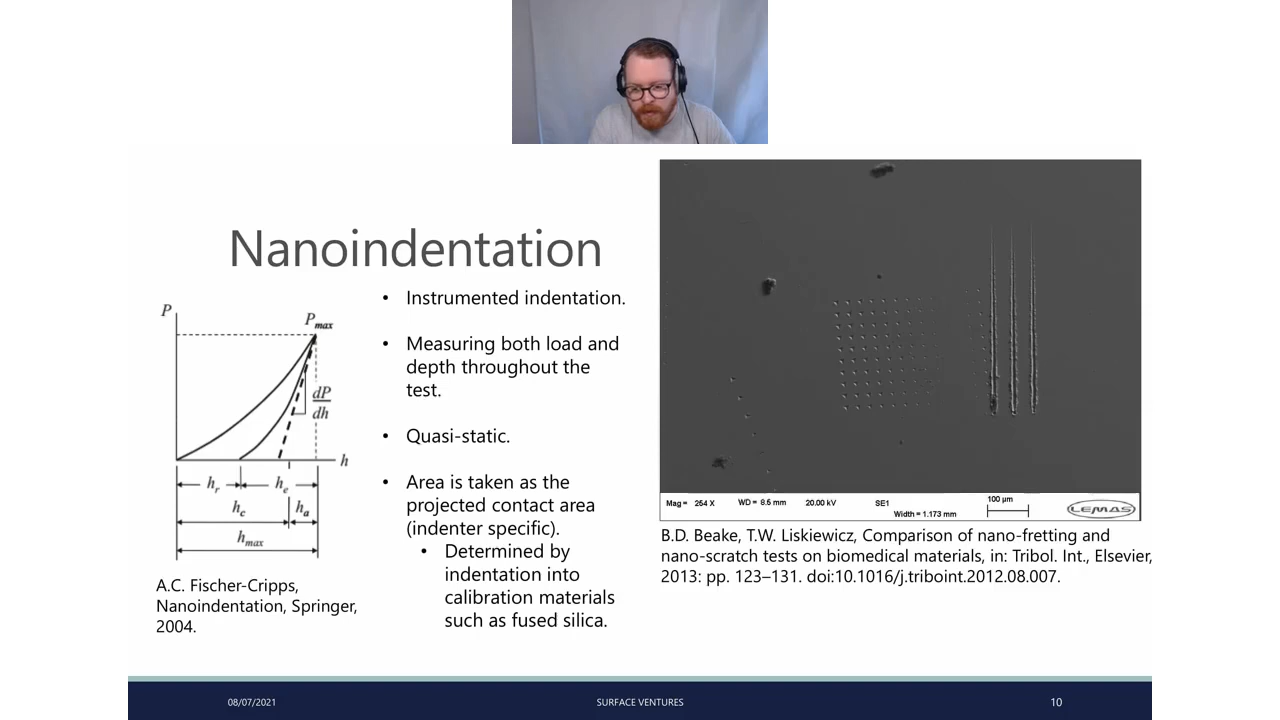 Nanoindentation
P
Pmax
dP
dh
h
hr
he
hc
ha
hmax
A.C. Fischer-Cripps,
Nanoindentation, Springer,
2004.
• Instrumented indentation.
• Measuring both load and
depth throughout the
test.
• Quasi-static.
• Area is taken as the
projected contact area
(indenter specific).
• Determined by
indentation into
calibration materials
such as fused silica.
Mag = 254 X WD = 8.5 mm 20.00 kV SE1 100 µm
Width = 1.173 mm
LEMAS
B.D. Beake, T.W. Liskiewicz, Comparison of nano-fretting and
nano-scratch tests on biomedical materials, in: Tribol. Int., Elsevier,
2013: pp. 123–131. doi:10.1016/j.triboint.2012.08.007.
08/07/2021 SURFACE VENTURES 10